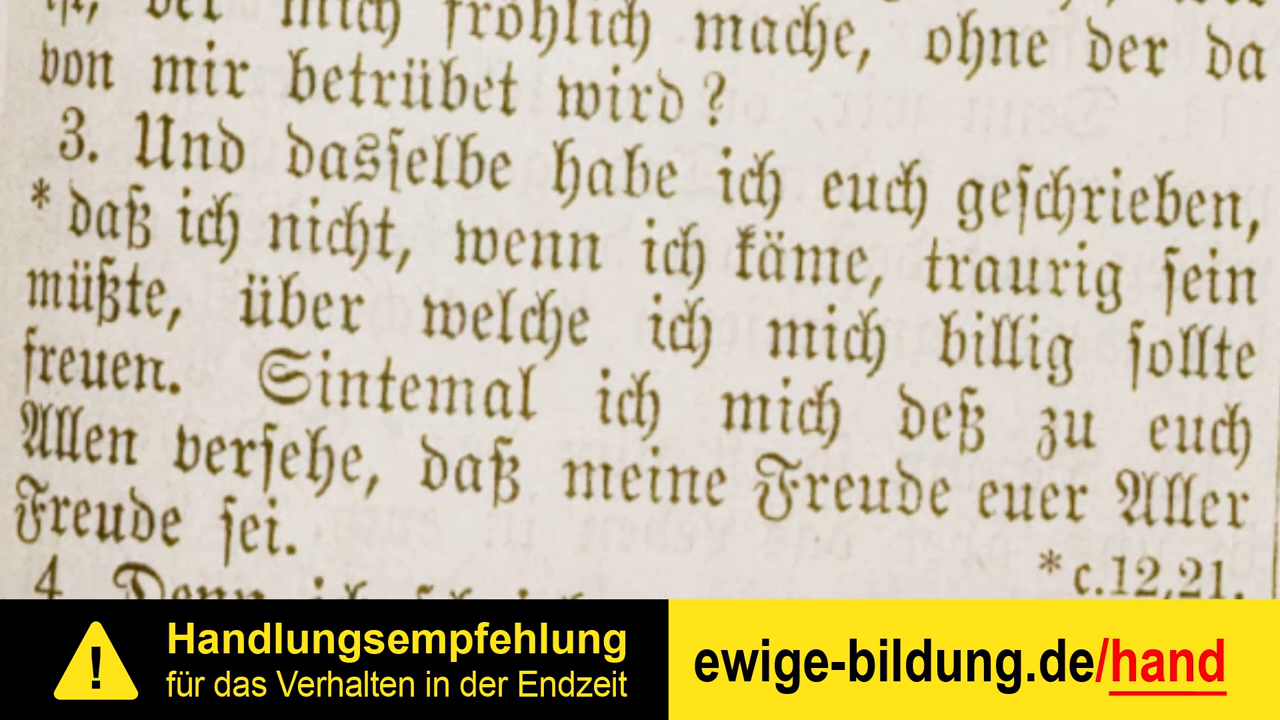 mich fröhlich mache, ohne der da
von mir betrübet wird?
3. Und dasselbe habe ich euch geschrieben,
* daß ich nicht, wenn ich käme, traurig sein
müßte, über welche ich mich billig sollte
freuen. Sintemal ich mich deß zu euch
Allen versehe, daß meine Freude euer Aller
Freude sei.
* c.12,21.
4. Denn ich
Handlungsempfehlung
für das Verhalten in der Endzeit
ewige-bildung.de/hand